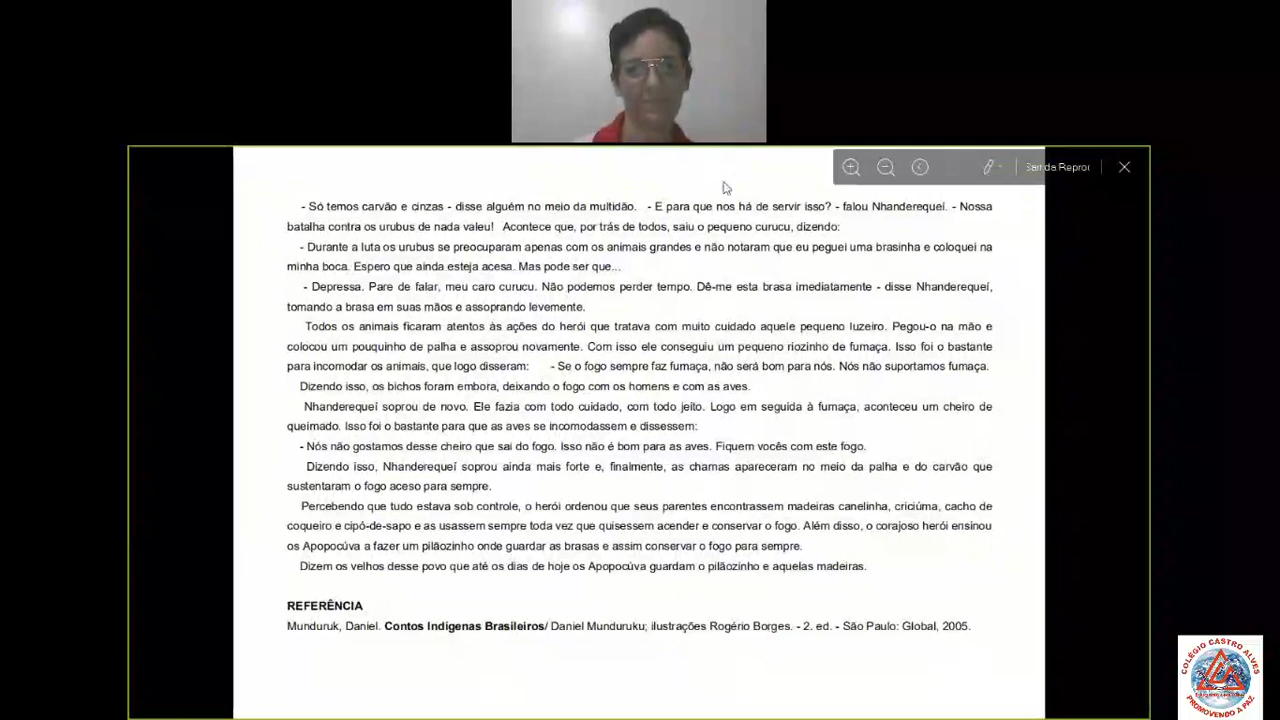 Sair da Reprod
- Só temos carvão e cinzas - disse alguém no meio da multidão. - E para que nos há de servir isso? - falou Nhanderequeí. - Nossa
batalha contra os urubus de nada valeu! Acontece que, por trás de todos, saiu o pequeno curucu, dizendo:
- Durante a luta os urubus se preocuparam apenas com os animais grandes e não notaram que eu peguei uma brasinha e coloquei na
minha boca. Espero que ainda esteja acesa. Mas pode ser que...
- Depressa. Pare de falar, meu caro curucu. Não podemos perder tempo. Dê-me esta brasa imediatamente - disse Nhanderequeí,
tomando a brasa em suas mãos e assoprando levemente.
Todos os animais ficaram atentos às ações do herói que tratava com muito cuidado aquele pequeno luzeiro. Pegou-o na mão e
colocou um pouquinho de palha e assoprou novamente. Com isso ele conseguiu um pequeno riozinho de fumaça. Isso foi o bastante
para incomodar os animais, que logo disseram: - Se o fogo sempre faz fumaça, não será bom para nós. Nós não suportamos fumaça.
Dizendo isso, os bichos foram embora, deixando o fogo com os homens e com as aves.
Nhanderequeí soprou de novo. Ele fazia com todo cuidado, com todo jeito. Logo em seguida à fumaça, aconteceu um cheiro de
queimado. Isso foi o bastante para que as aves se incomodassem e dissessem:
- Nós não gostamos desse cheiro que sai do fogo. Isso não é bom para as aves. Fiquem vocês com este fogo.
Dizendo isso, Nhanderequeí soprou ainda mais forte e, finalmente, as chamas apareceram no meio da palha e do carvão que
sustentaram o fogo aceso para sempre.
Percebendo que tudo estava sob controle, o herói ordenou que seus parentes encontrassem madeiras canelinha, criciúma, cacho de
coqueiro e cipó-de-sapo e as usassem sempre toda vez que quisessem acender e conservar o fogo. Além disso, o corajoso herói ensinou
os Apopocúva a fazer um pilãozinho onde guardar as brasas e assim conservar o fogo para sempre.
Dizem os velhos desse povo que até os dias de hoje os Apopocúva guardam o pilãozinho e aquelas madeiras.
REFERÊNCIA
Munduruk, Daniel. Contos Indígenas Brasileiros/ Daniel Munduruku; ilustrações Rogério Borges. - 2. ed. - São Paulo: Global, 2005.
COLÉGIO CASTRO ALVES
PROMOVENDO A PAZ